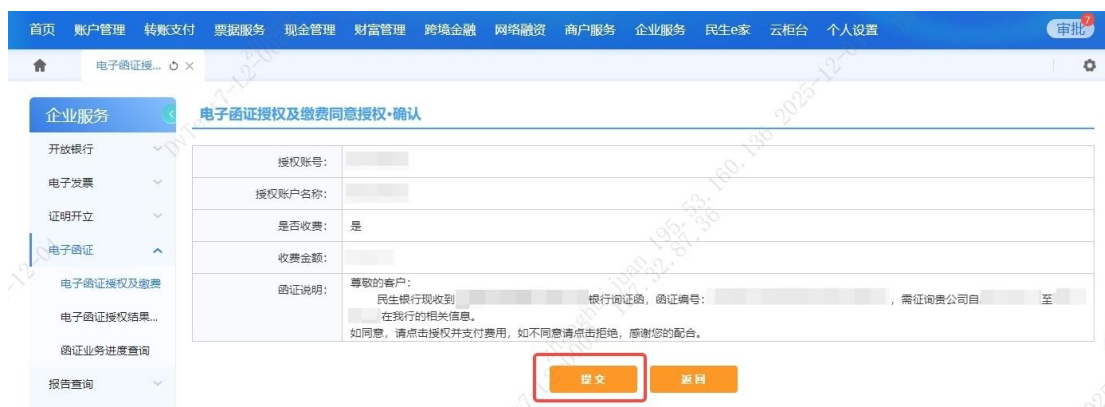 首页 账户管理 转账支付 票据服务 现金管理 财富管理 跨境金融 网络融资 商户服务 企业服务 民生e家 云柜台 个人设置 审批 7
电子函证授...
企业服务
开放银行
电子发票
证明开立
电子函证
电子函证授权及缴费
电子函证授权结果...
函证业务进度查询
报告查询
电子函证授权及缴费同意授权·确认
授权账号：
授权账户名称：
是否收费： 是
收费金额：
函证说明： 尊敬的客户：
民生银行现收到 银行询证函，函证编号： ，需征询贵公司自 至
在我行的相关信息。
如同意，请点击授权并支付费用，如不同意请点击拒绝，感谢您的配合。
提交 返回